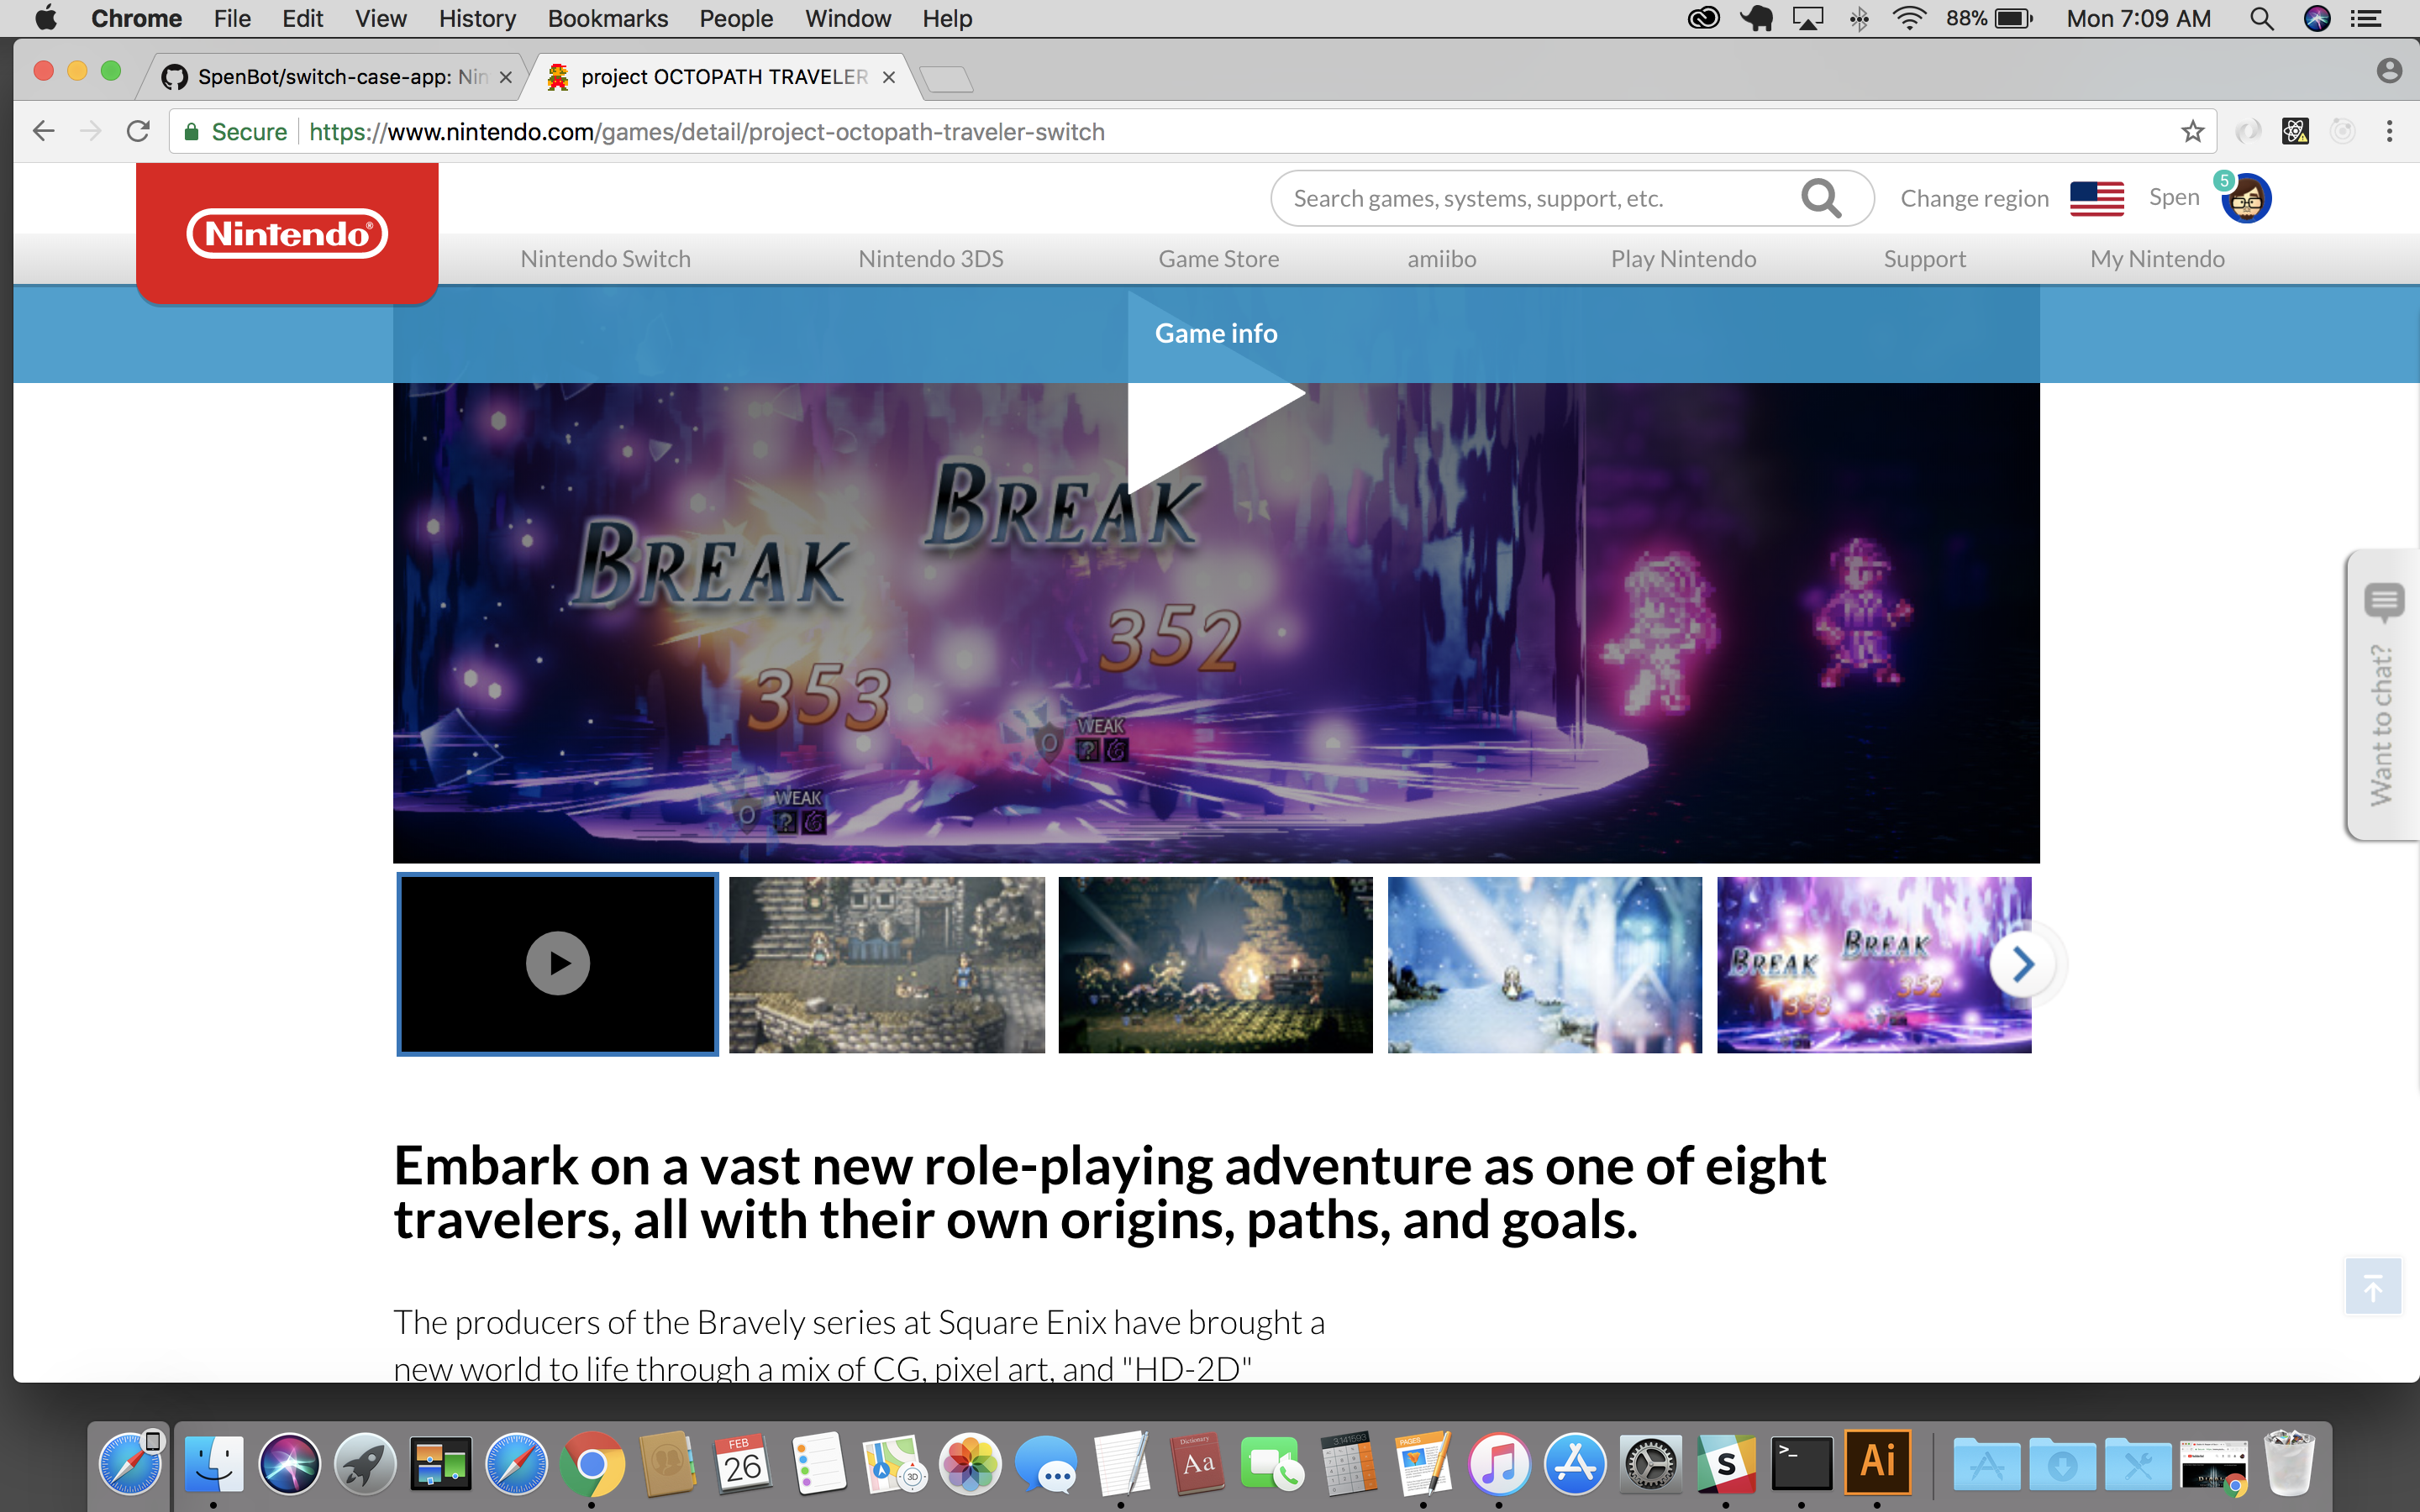 Chrome File Edit View History Bookmarks People Window Help 88% Mon 7:09 AM
SpenBot/switch-case-app: Nin project OCTOPATH TRAVELER
Secure https://www.nintendo.com/games/detail/project-octopath-traveler-switch
Search games, systems, support, etc. Change region Spen 5
Nintendo®
Nintendo Switch Nintendo 3DS Game Store amiibo Play Nintendo Support My Nintendo
Game info
BREAK
BREAK
352
353
WEAK
?
WEAK
?
Want to chat?
BREAK BREAK
353 352
Embark on a vast new role-playing adventure as one of eight
travelers, all with their own origins, paths, and goals.
The producers of the Bravely series at Square Enix have brought a
new world to life through a mix of CG, pixel art, and "HD-2D"
FEB
26
3D
Dictionary
Aa
3.141593
PAGES
S
>_
Ai